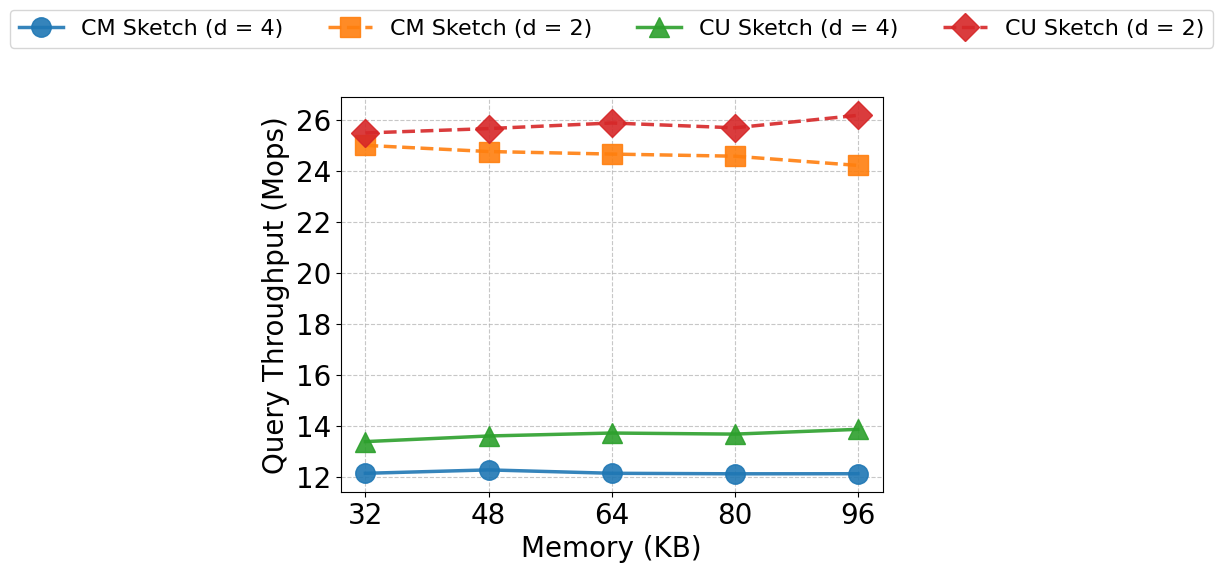 CM Sketch (d = 4) CM Sketch (d = 2) CU Sketch (d = 4) CU Sketch (d = 2)
Query Throughput (Mops)
26
24
22
20
18
16
14
12
32 48 64 80 96
Memory (KB)